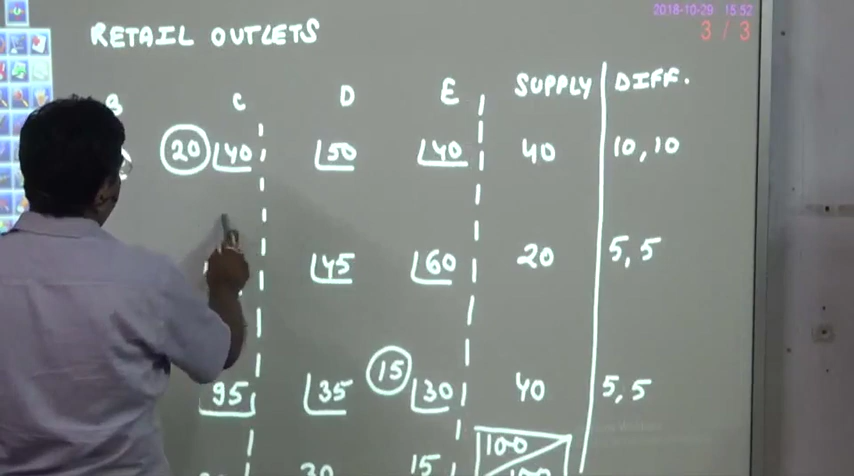 2018-10-29 15:52
3 / 3
RETAIL OUTLETS
C D E SUPPLY DIFF.
20 40 50 40 40 10, 10
45 60 20 5, 5
95 35 15 30 40 5, 5
100
30 15